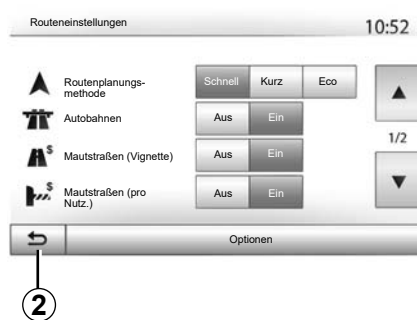 Routeneinstellungen
10:52
Routenplanungs-
methode
Schnell Kurz Eco
Autobahnen
Aus Ein
1/2
$
Mautstraßen (Vignette)
Aus Ein
$
Mautstraßen (pro
Nutz.)
Aus Ein
Optionen
2